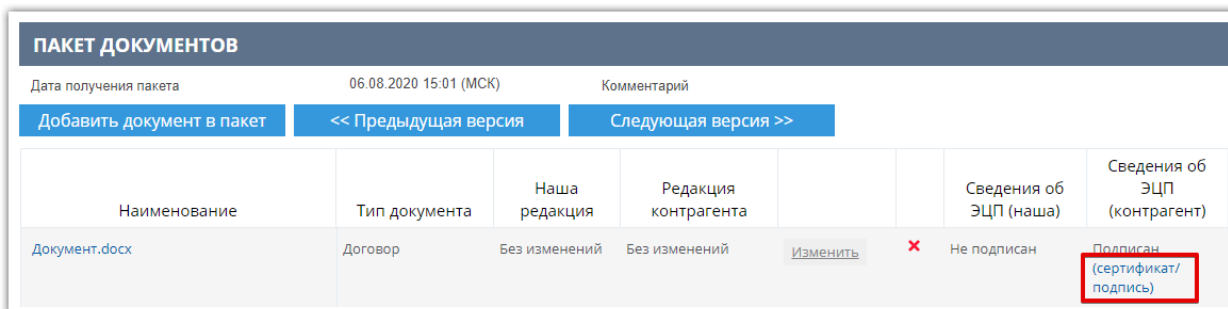 ПАКЕТ ДОКУМЕНТОВ
Дата получения пакета 06.08.2020 15:01 (МСК) Комментарий
Добавить документ в пакет << Предыдущая версия Следующая версия >>
Наименование Тип документа Наша редакция Редакция контрагента Сведения об ЭЦП (наша) Сведения об ЭЦП (контрагент)
Документ.docx Договор Без изменений Без изменений Изменить Не подписан Подписан
(сертификат/
подпись)